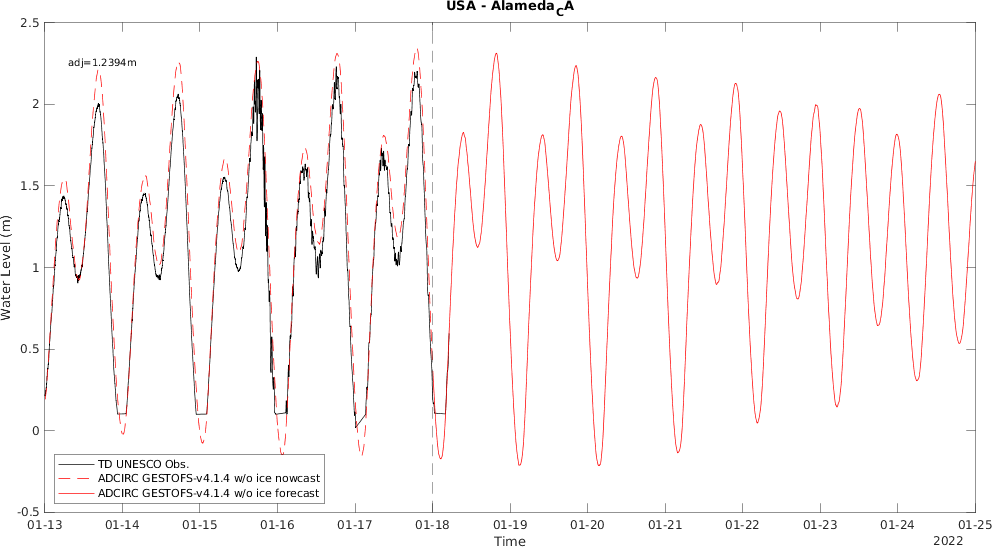 USA - Alameda_CA
adj=1.2394m
2.5
2
1.5
1
0.5
0
-0.5
Water Level (m)
TD UNESCO Obs.
ADCIRC GESTOFS-v4.1.4 w/o ice nowcast
ADCIRC GESTOFS-v4.1.4 w/o ice forecast
01-13 01-14 01-15 01-16 01-17 01-18 01-19 01-20 01-21 01-22 01-23 01-24 01-25
Time
2022